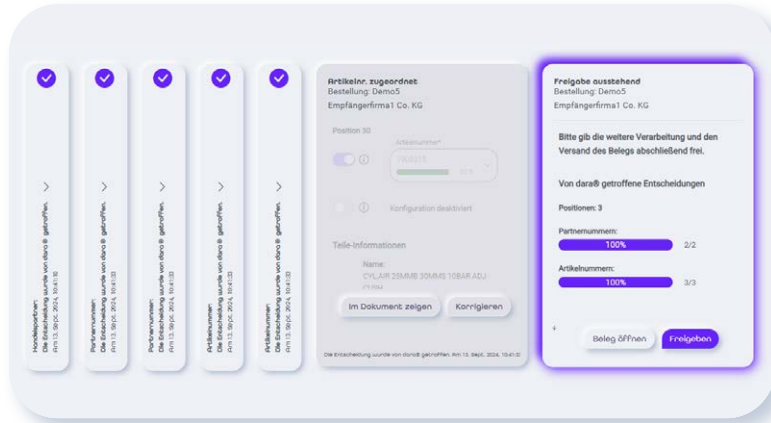 Handelspartner:
Die Entscheidung wurde von dara® getroffen.
Am 13. Sept. 2024, 10:41:33
Partnernummer:
Die Entscheidung wurde von dara® getroffen.
Am 13. Sept. 2024, 10:41:33
Partnernummer:
Die Entscheidung wurde von dara® getroffen.
Am 13. Sept. 2024, 10:41:33
Artikelnummer:
Die Entscheidung wurde von dara® getroffen.
Am 13. Sept. 2024, 10:41:33
Artikelnummer:
Die Entscheidung wurde von dara® getroffen.
Am 13. Sept. 2024, 10:41:33
Artikelnr. zugeordnet
Bestellung: Demo5
Empfängerfirma1 Co. KG
Position 30
Artikelnummer*
Konfiguration deaktiviert
Teile-Informationen
Name:
CYL,AIR 25MMB 30MMS 10BAR ADJ
Im Dokument zeigen
Korrigieren
Die Entscheidung wurde von dara® getroffen. Am 13. Sept. 2024, 10:41:33
Freigabe ausstehend
Bestellung: Demo5
Empfängerfirma1 Co. KG
Bitte gib die weitere Verarbeitung und den
Versand des Belegs abschließend frei.
Von dara® getroffene Entscheidungen
Positionen: 3
Partnernummern:
100% 2/2
Artikelnummern:
100% 3/3
Beleg öffnen
Freigeben